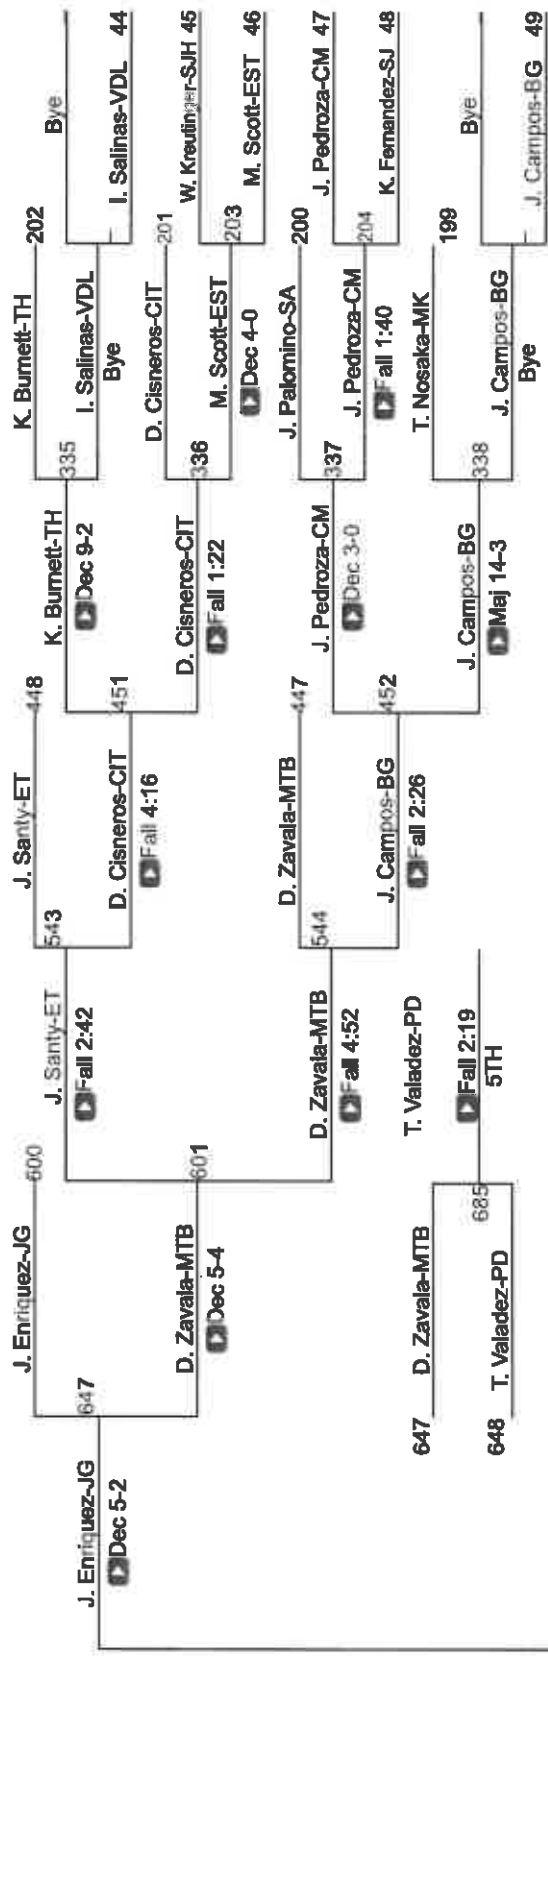 Bye
I. Salinas-VDL 44
W. Kreutinger-SJH 45
M. Scott-EST 46
J. Pedroza-CM 47
K. Fernandez-SJ 48
Bye
J. Campos-BG 49
K. Burnett-TH 202
I. Salinas-VDL
Bye
D. Cisneros-CIT 201
203
M. Scott-EST
Dec 4-0
J. Palomino-SA 200
204
J. Pedroza-CM
Fall 1:40
T. Nosaka-MK 199
J. Campos-BG
Bye
335
K. Burnett-TH
Dec 9-2
336
D. Cisneros-CIT
Fall 1:22
337
J. Pedroza-CM
Dec 3-0
338
J. Campos-BG
Maj 14-3
J. Santy-ET 448
451
D. Cisneros-CIT
Fall 4:16
D. Zavala-MTB 447
452
J. Campos-BG
Fall 2:26
543
J. Santy-ET
Fall 2:42
544
D. Zavala-MTB
Fall 4:52
J. Enriquez-JG 600
601
D. Zavala-MTB
Dec 5-4
647
J. Enriquez-JG
Dec 5-2
647 D. Zavala-MTB
648 T. Valadez-PD
685
T. Valadez-PD
Fall 2:19
5TH